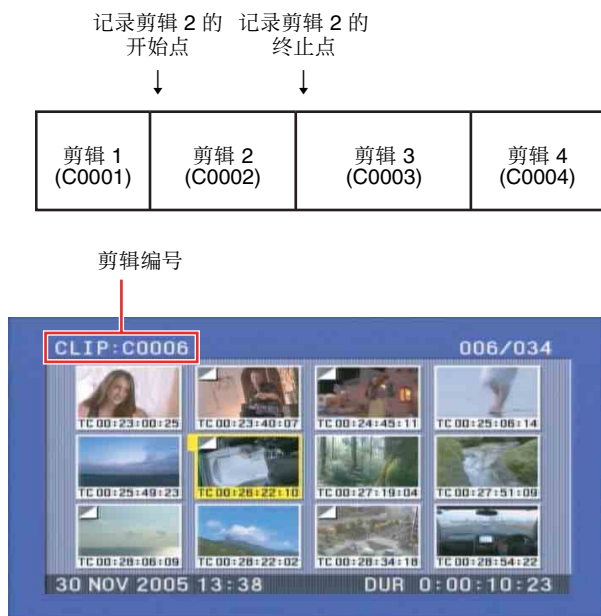 记录剪辑 2 的 记录剪辑 2 的
开始点 终止点
剪辑 1 剪辑 2 剪辑 3 剪辑 4
(C0001) (C0002) (C0003) (C0004)
剪辑编号
CLIP:C0006 006/034
TC 00:23:00:25 TC 00:23:40:07 TC 00:24:45:11 TC 00:25:06:14
TC 00:25:49:23 TC 00:26:22:10 TC 00:27:19:04 TC 00:27:51:09
TC 00:28:06:09 TC 00:28:22:02 TC 00:28:34:18 TC 00:28:54:22
30 NOV 2005 13:38 DUR 0:00:10:23